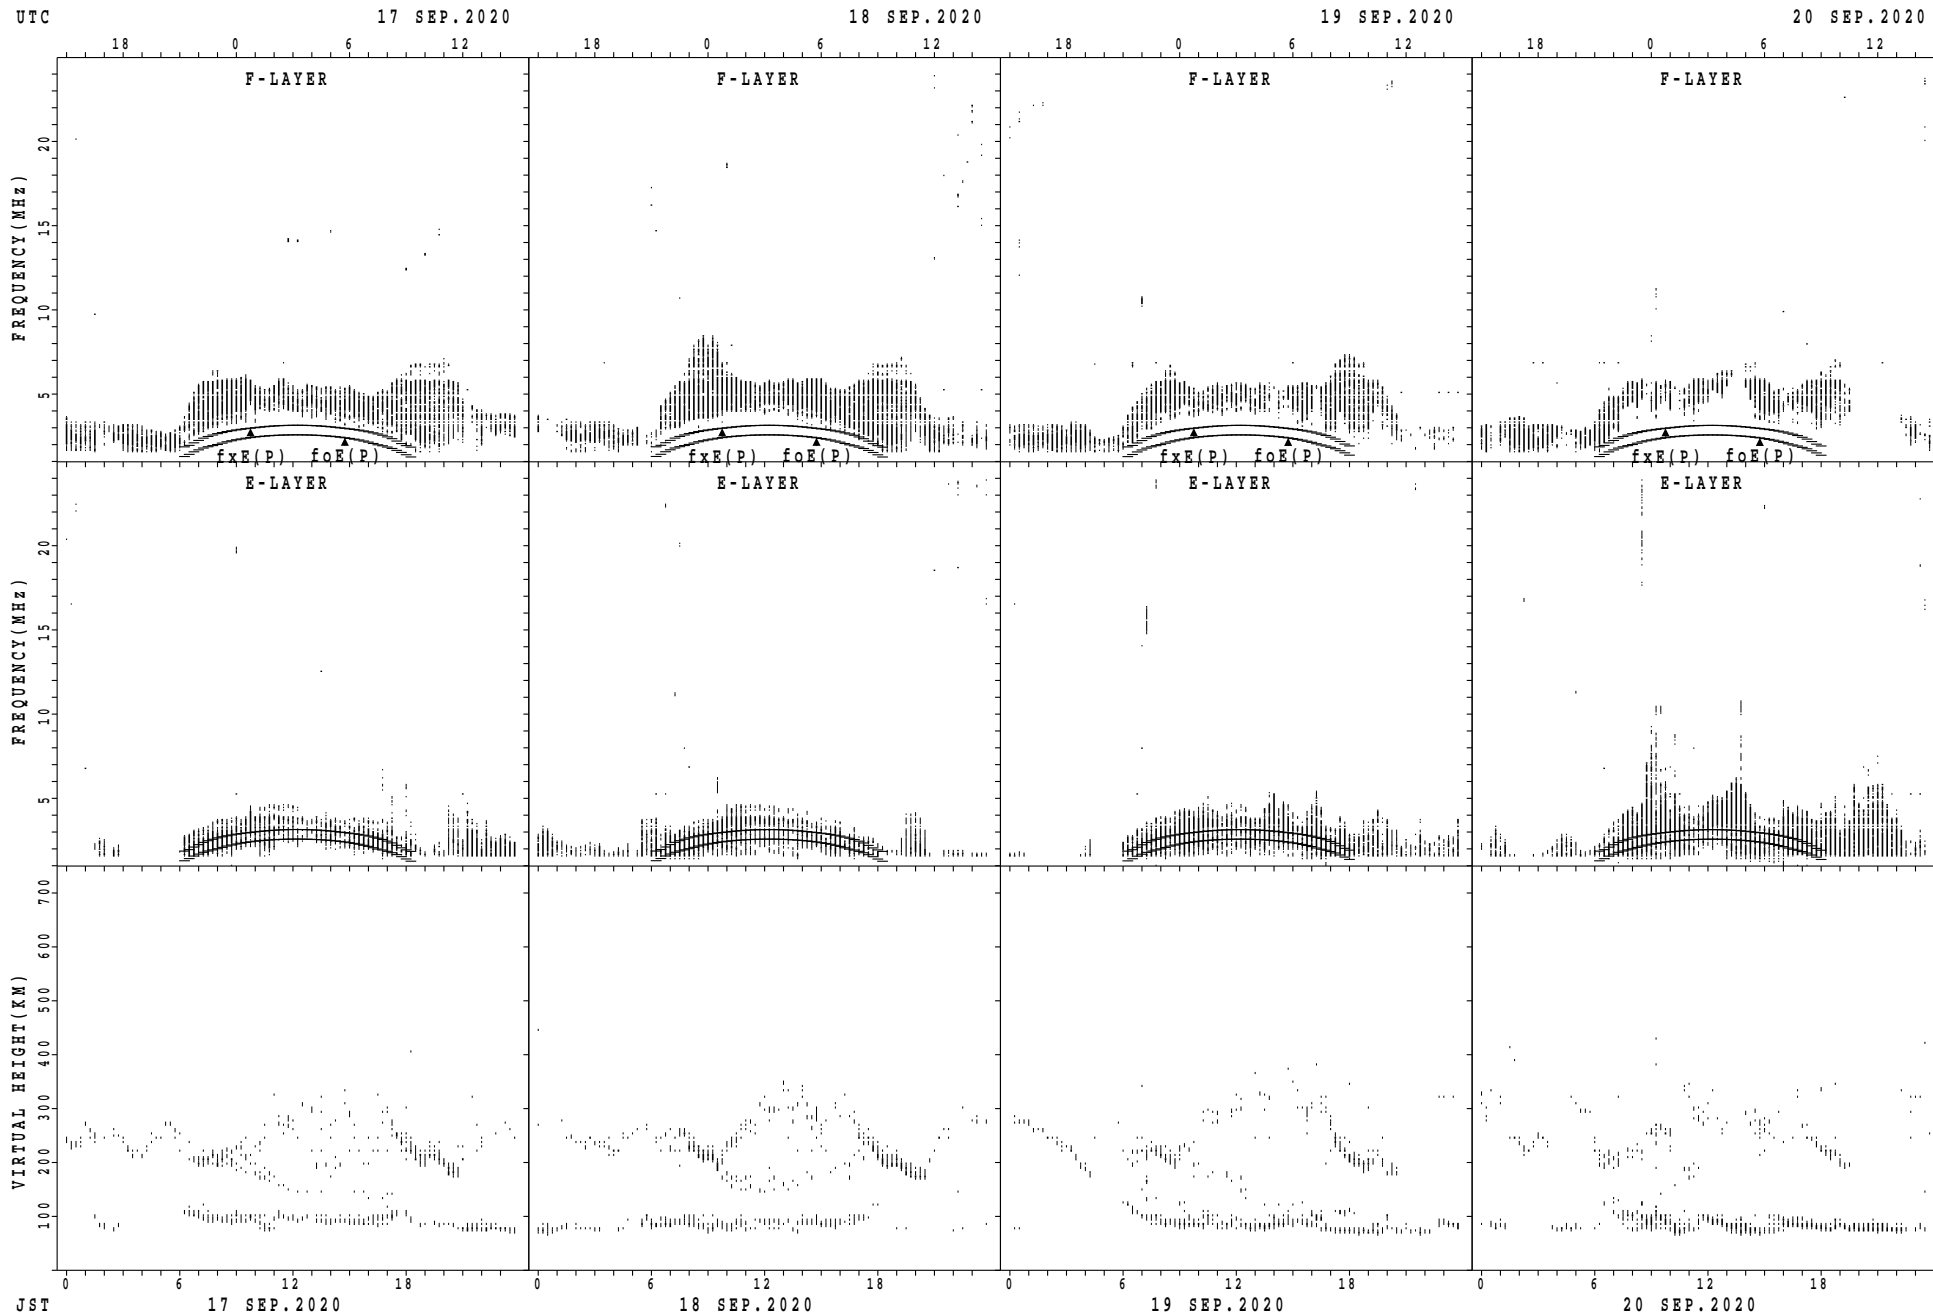 UTC 17 SEP.2020 18 SEP.2020 19 SEP.2020 20 SEP.2020
18 0 6 12 18 0 6 12 18 0 6 12 18 0 6 12
F-LAYER F-LAYER F-LAYER F-LAYER
FREQUENCY(MHz)
20
15
10
5
fxE(P) foE(P) fxE(P) foE(P) fxE(P) foE(P) fxE(P) foE(P)
E-LAYER E-LAYER E-LAYER E-LAYER
FREQUENCY(MHz)
20
15
10
5
VIRTUAL HEIGHT(KM)
700
600
500
400
300
200
100
0 6 12 18 0 6 12 18 0 6 12 18 0 6 12 18
JST 17 SEP.2020 18 SEP.2020 19 SEP.2020 20 SEP.2020